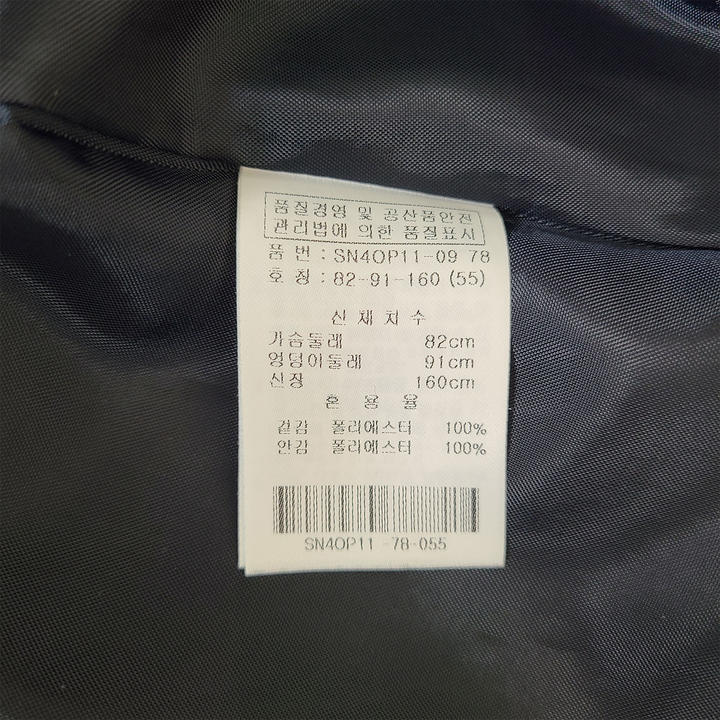 품질경영 및 공산품안전
관리법에 의한 품질표시
품 번 : SN4OP11-09 78
호 칭 : 82-91-160 (55)
신 체 치 수
가슴둘레 82cm
엉덩이둘레 91cm
신장 160cm
혼 용 율
겉감 폴리에스터 100%
안감 폴리에스터 100%
SN4OP11 -78-055